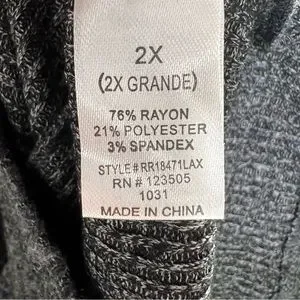 2X
(2X GRANDE)
76% RAYON
21% POLYESTER
3% SPANDEX
STYLE#RR18471LAX
RN # 123505
1031
MADE IN CHINA